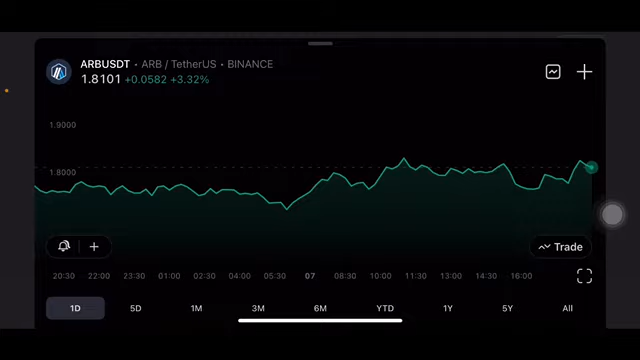 ARBUSDT • ARB / TetherUS • BINANCE
1.8101 +0.0582 +3.32%
1.9000
1.8000
Trade
20:30 22:00 23:30 01:00 02:30 04:00 05:30 07 08:30 10:00 11:30 13:00 14:30 16:00
1D 5D 1M 3M 6M YTD 1Y 5Y All